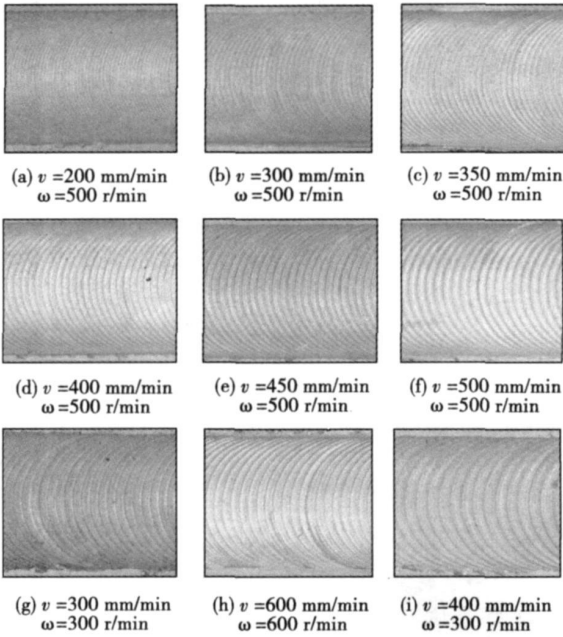 (a) v =200 mm/min
ω =500 r/min
(b) v =300 mm/min
ω =500 r/min
(c) v =350 mm/min
ω =500 r/min
(d) v =400 mm/min
ω =500 r/min
(e) v =450 mm/min
ω =500 r/min
(f) v =500 mm/min
ω =500 r/min
(g) v =300 mm/min
ω =300 r/min
(h) v =600 mm/min
ω =600 r/min
(i) v =400 mm/min
ω =300 r/min